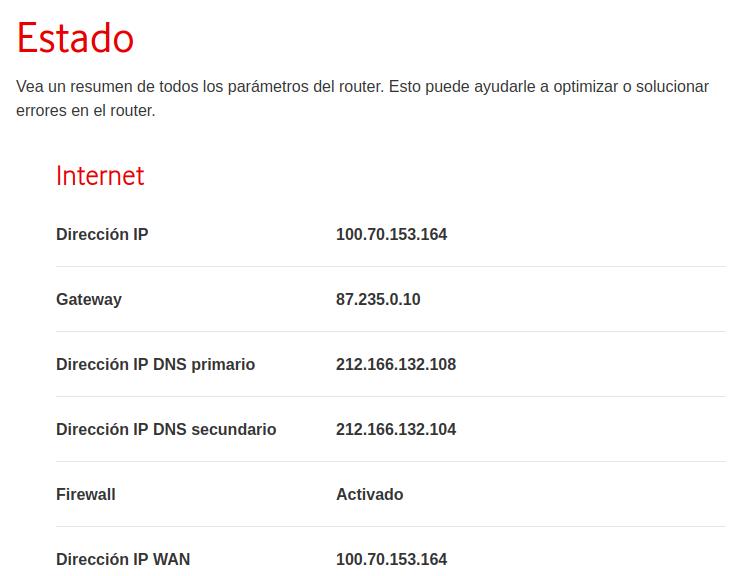 Estado
Vea un resumen de todos los parámetros del router. Esto puede ayudarle a optimizar o solucionar
errores en el router.
Internet
Dirección IP 100.70.153.164
Gateway 87.235.0.10
Dirección IP DNS primario 212.166.132.108
Dirección IP DNS secundario 212.166.132.104
Firewall Activado
Dirección IP WAN 100.70.153.164